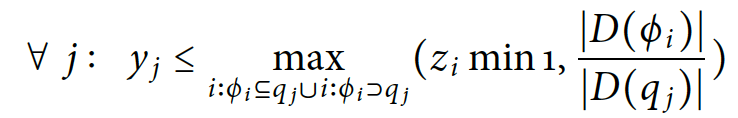 ∀ j: y_j ≤ max_{i:ϕ_i⊆q_j∪i:ϕ_i⊃q_j} (z_i min 1, |D(ϕ_i)|/|D(q_j)|)